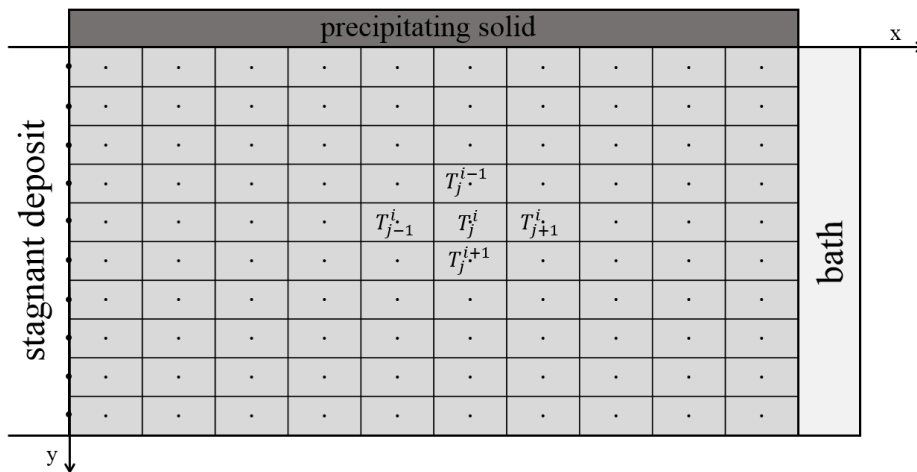 precipitating solid
x
stagnant deposit
T_j^{i-1}
T_{j-1}^i T_j^i T_{j+1}^i
T_j^{i+1}
bath
y